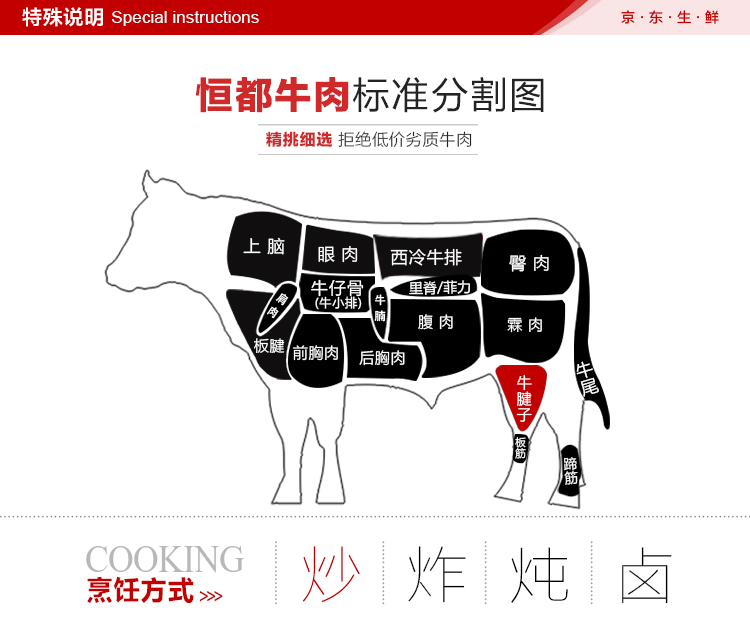 特殊说明 Special instructions
京·东·生·鲜
恒都牛肉标准分割图
精挑细选 拒绝低价劣质牛肉
上脑
眼肉
西冷牛排
臀肉
牛仔骨
(牛小排)
里脊/菲力
肩肉
牛腩
腹肉
霖肉
板腱
前胸肉
后胸肉
牛腱子
牛尾
板筋
蹄筋
COOKING
烹饪方式>>>
炒
炸
炖
卤